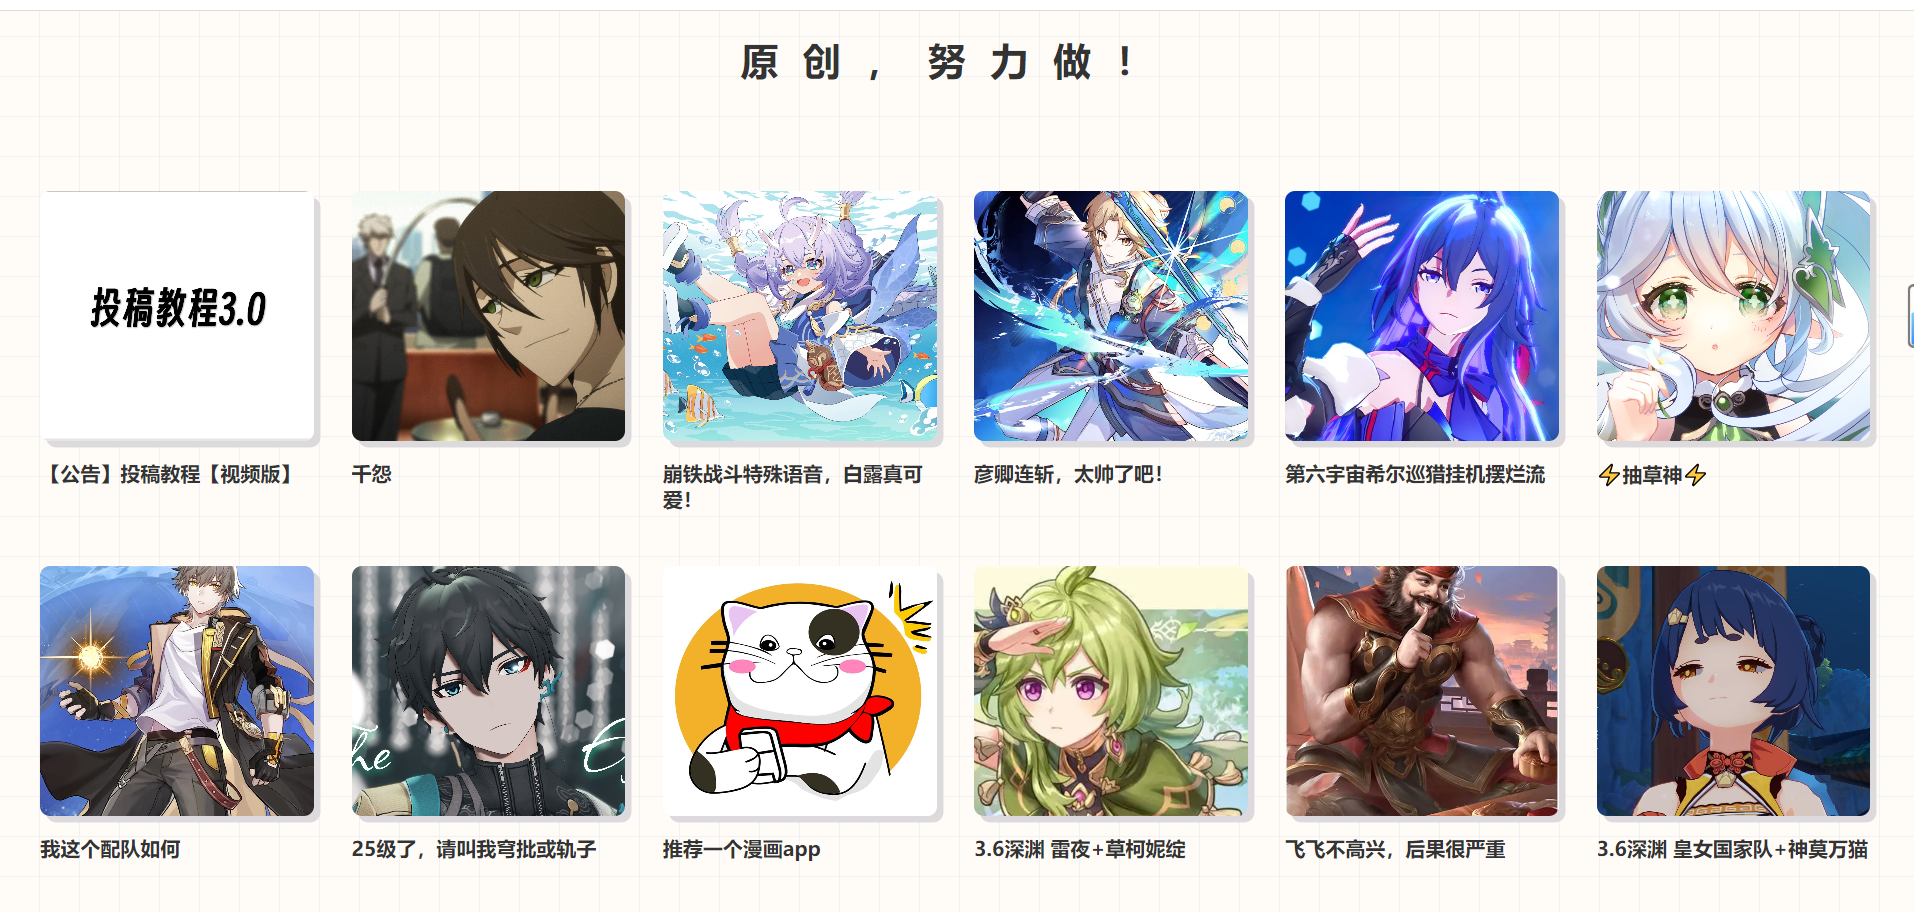 原创，努力做！
投稿教程3.0
【公告】投稿教程【视频版】
千怨
崩铁战斗特殊语音，白露真可
爱！
彦卿连斩，太帅了吧！
第六宇宙希尔巡猎挂机摆烂流
⚡抽草神⚡
he
我这个配队如何
25级了，请叫我穹批或轨子
推荐一个漫画app
3.6深渊 雷夜+草柯妮绽
飞飞不高兴，后果很严重
3.6深渊 皇女国家队+神莫万猫